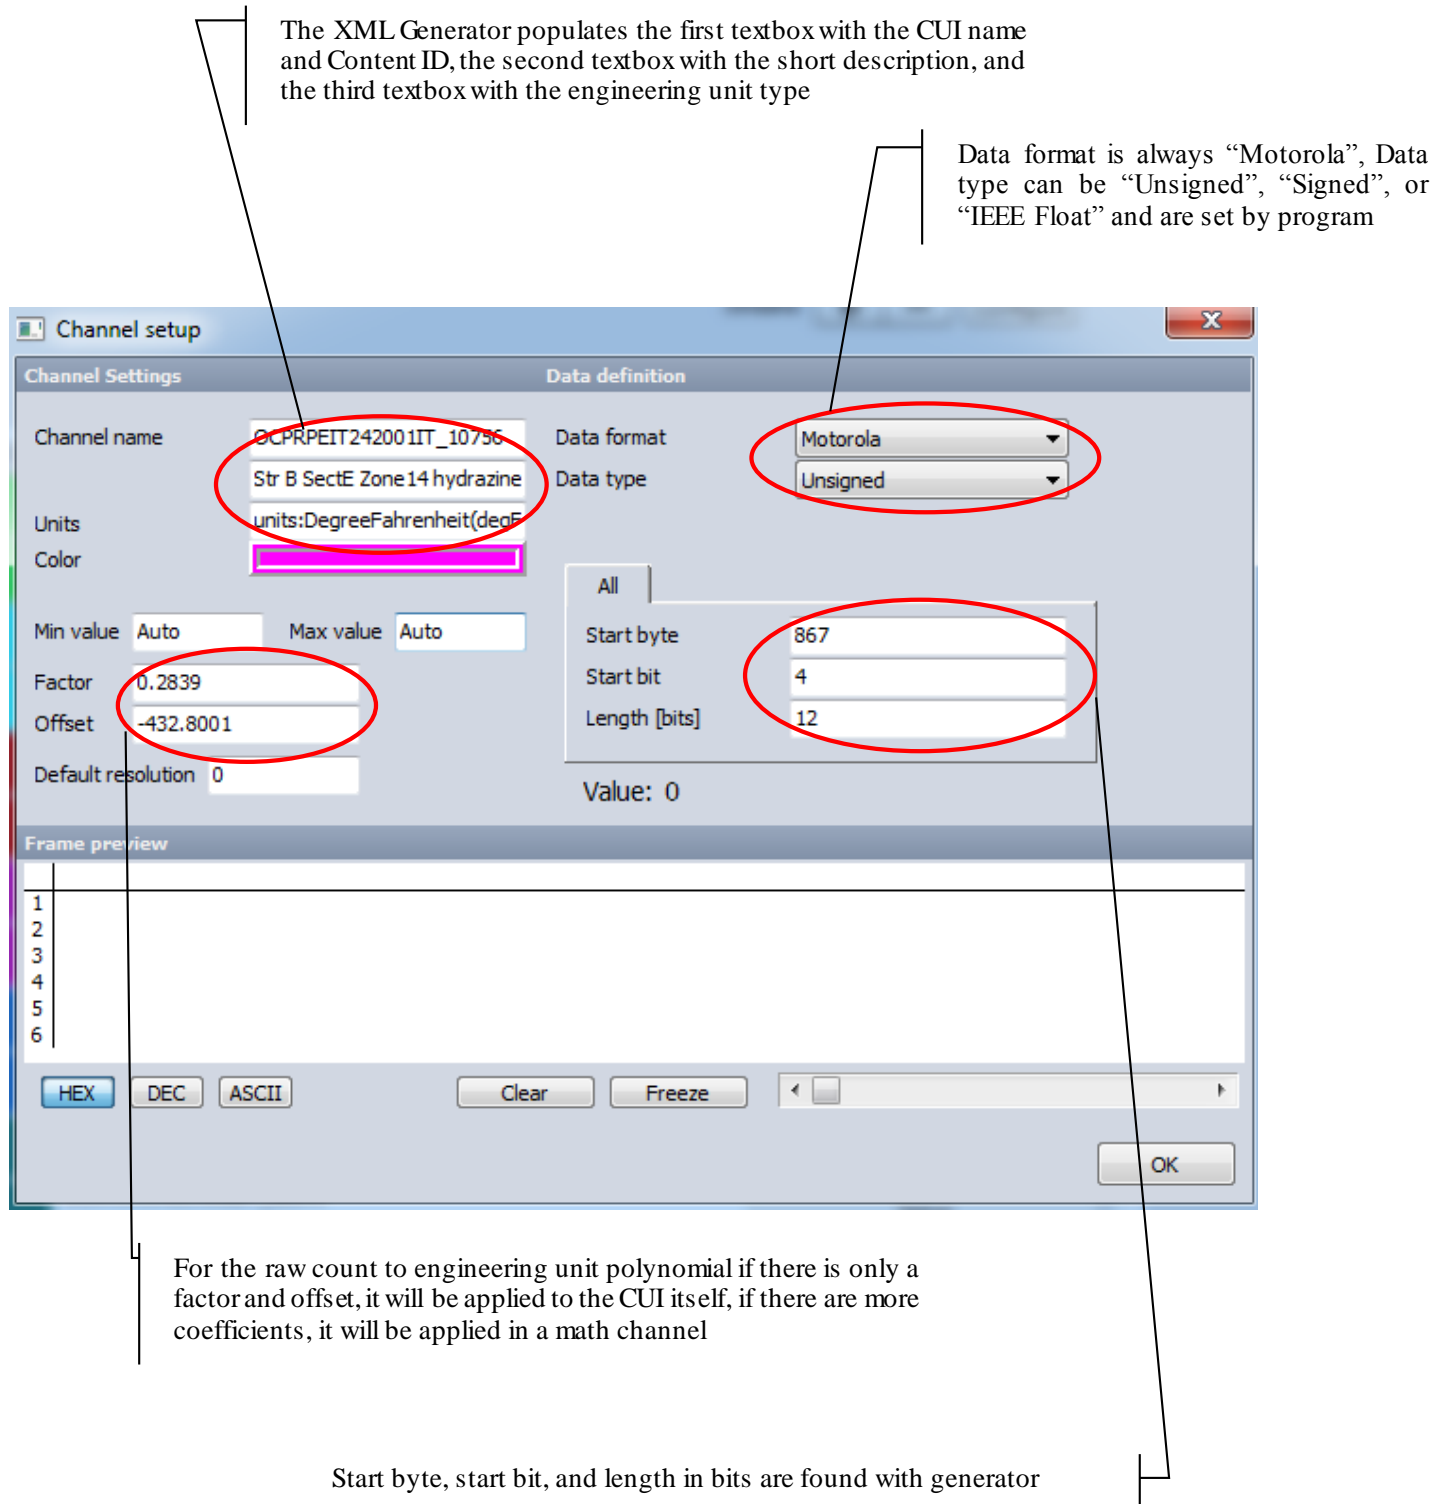 The XML Generator populates the first textbox with the CUI name
and Content ID, the second textbox with the short description, and
the third textbox with the engineering unit type
Data format is always “Motorola”, Data
type can be “Unsigned”, “Signed”, or
“IEEE Float” and are set by program
Channel setup
Channel Settings
Data definition
Channel name
OCPRPEIT242001IT_10756
Data format
Motorola
Str B SectE Zone14 hydrazine
Data type
Unsigned
Units
units:DegreeFahrenheit(degF
Color
All
Min value
Auto
Max value
Auto
Start byte
867
Factor
0.2839
Start bit
4
Offset
-432.8001
Length [bits]
12
Default resolution
0
Value: 0
Frame preview
1
2
3
4
5
6
HEX
DEC
ASCII
Clear
Freeze
OK
For the raw count to engineering unit polynomial if there is only a
factor and offset, it will be applied to the CUI itself, if there are more
coefficients, it will be applied in a math channel
Start byte, start bit, and length in bits are found with generator